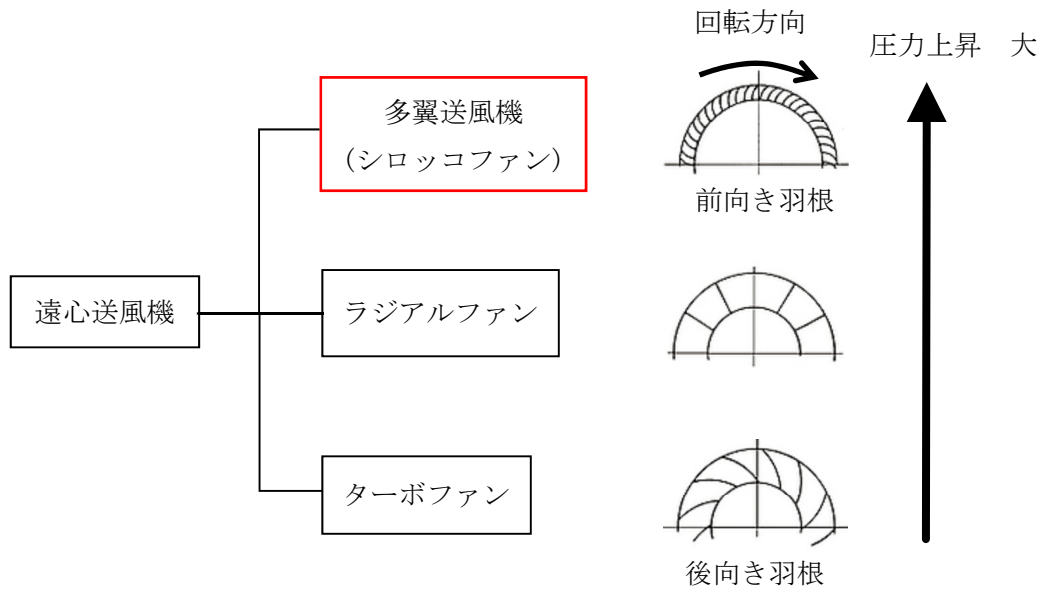 回転方向
圧力上昇　大
多翼送風機
（シロッコファン）
前向き羽根
遠心送風機
ラジアルファン
ターボファン
後向き羽根